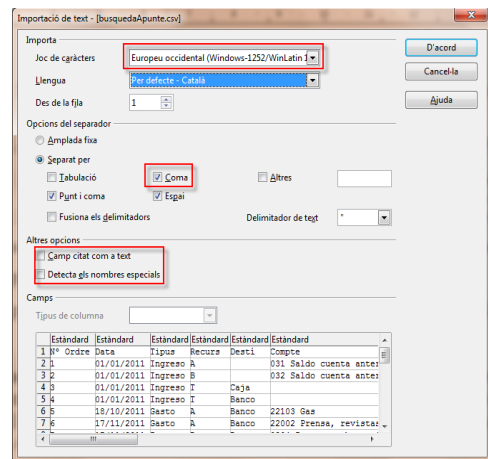 Importació de text - [busquedaApunte.csv]
Importa
Joc de caràcters Europeu occidental (Windows-1252/WinLatin 1
Llengua Per defecte - Català
Des de la fila 1
D'acord
Cancel·la
Ajuda
Opcions del separador
Amplada fixa
Separat per
Tabulació Coma Altres
Punt i coma Espai
Fusiona els delimitadors Delimitador de text "
Altres opcions
Camp citat com a text
Detecta els nombres especials
Camps
Tipus de columna
Estàndard Estàndard Estàndard Estàndard Estàndard Estàndard
1 Nº Ordre Data Tipus Recurs Desti Compte
2 1 01/01/2011 Ingreso A 031 Saldo cuenta anter
3 2 01/01/2011 Ingreso B 032 Saldo cuenta anter
4 3 01/01/2011 Ingreso T Caja
5 4 01/01/2011 Ingreso T Banco
6 5 18/10/2011 Gasto A Banco 22103 Gas
7 6 17/11/2011 Gasto A Banco 22002 Prensa, revistas